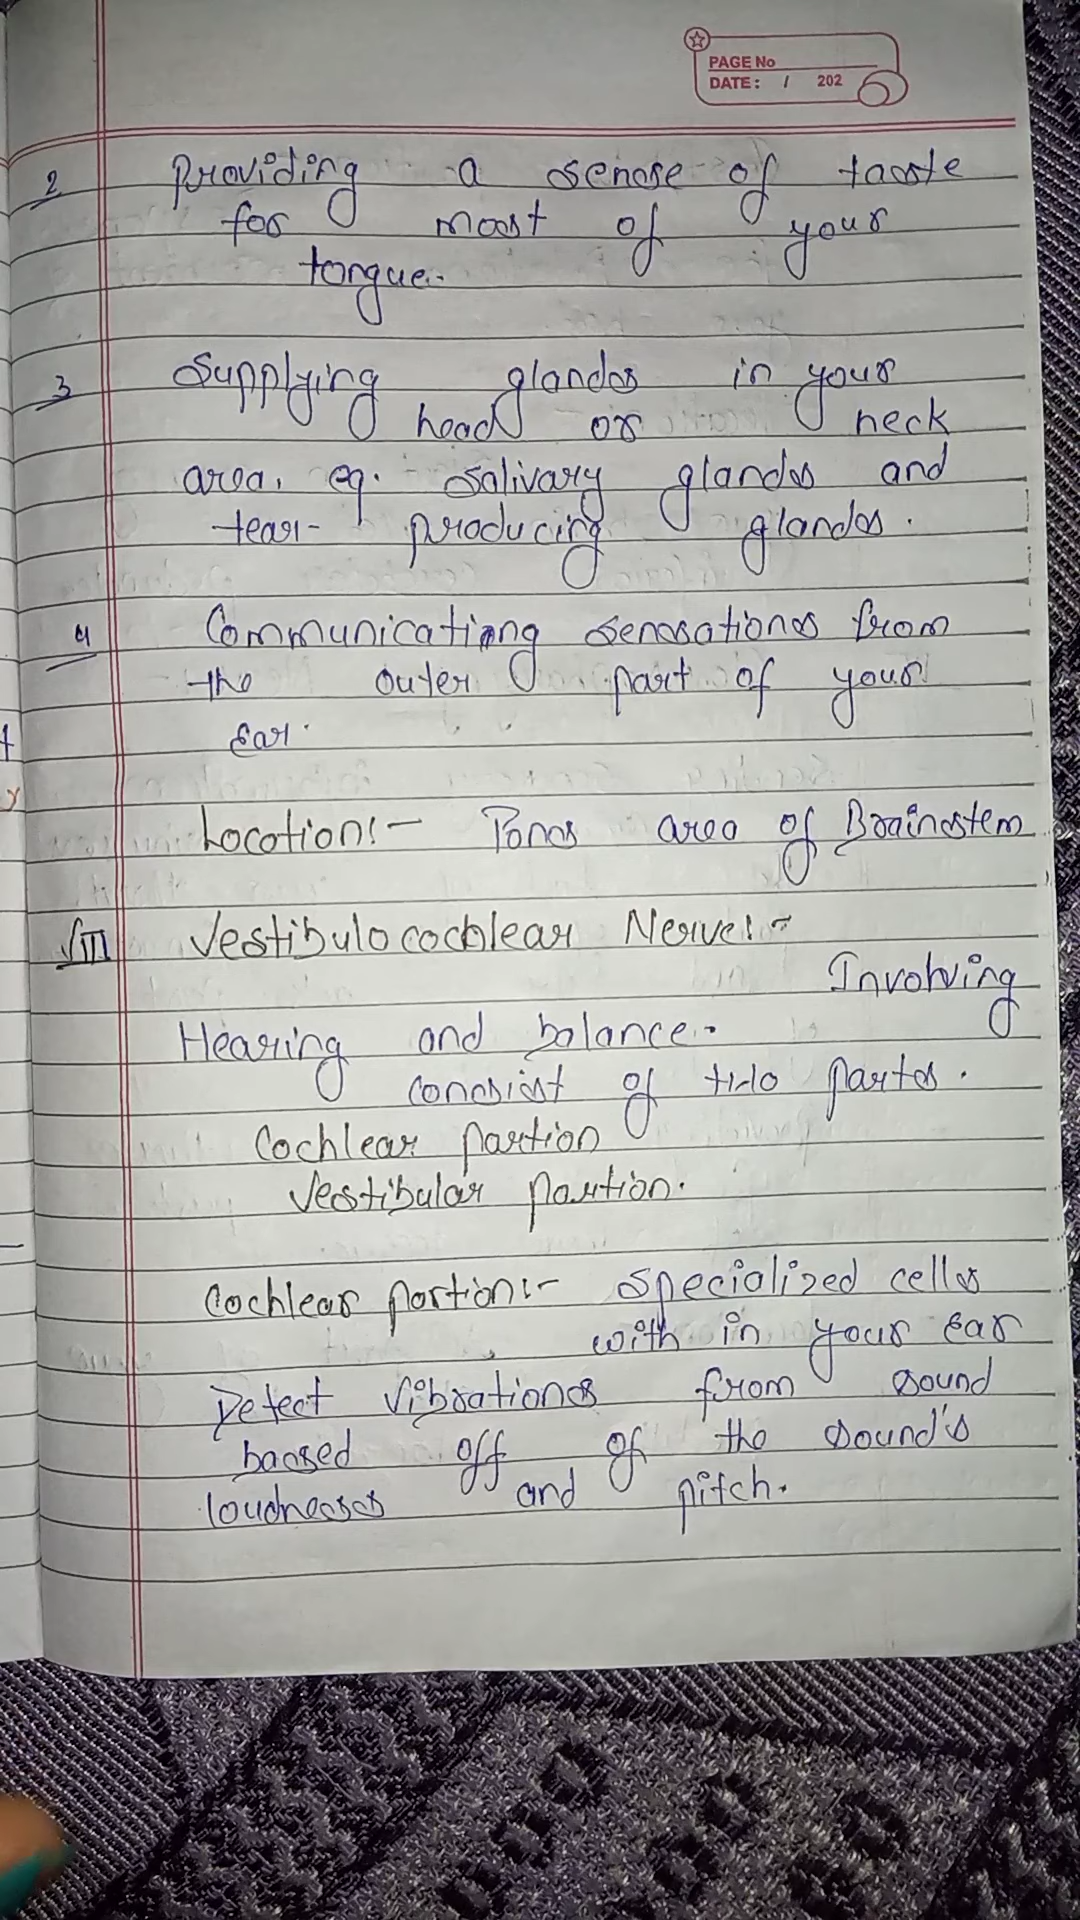 PAGE No
DATE: / 202
2 Providing a sense of taste
for most of your
tongue.
3 Supplying glands in your
head or neck
area, eg. salivary glands and
tear- producing glands.
4 Communicating sensations from
the outer part of your
Ear.
Location:- Pons area of Brainstem
VIII Vestibulocochlear Nerve:-
Involving
Hearing and balance.
consist of two parts.
Cochlear portion
Vestibular portion.
Cochlear portion:- specialized cells
with in your Ear
Detect vibrations from sound
based off of the sound's
loudness and pitch.